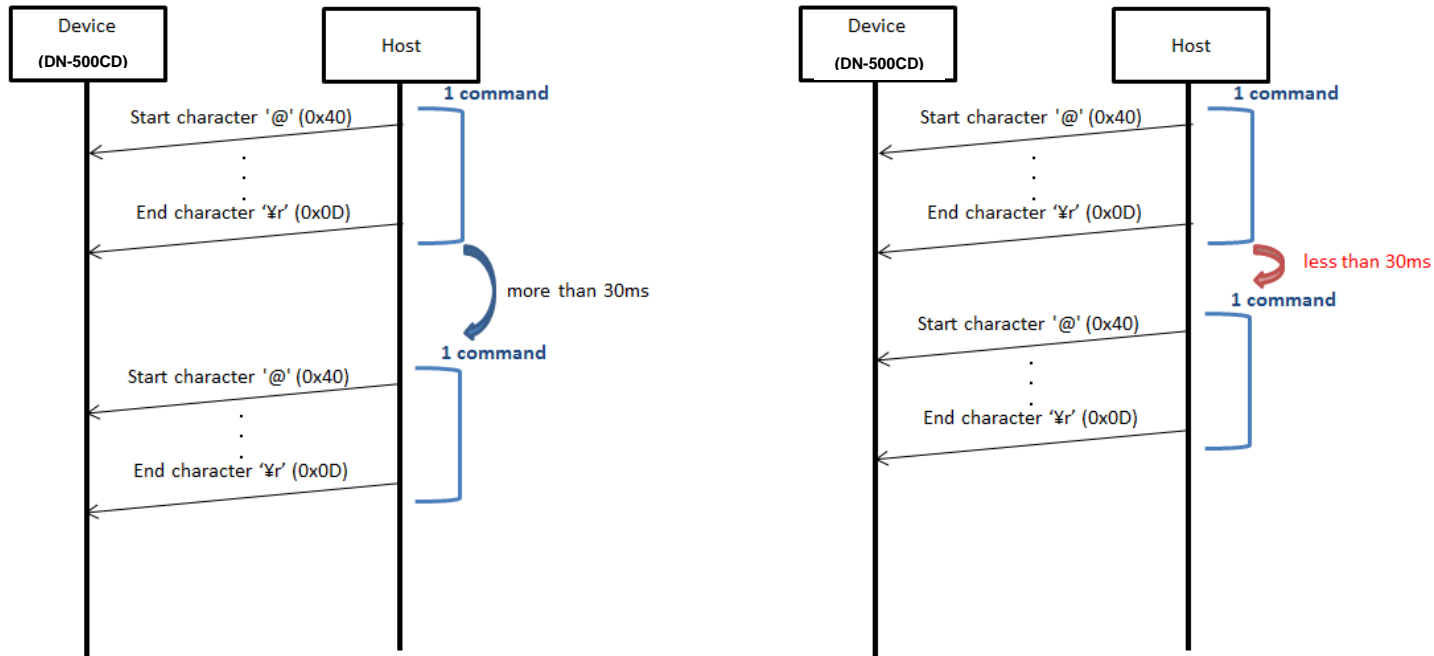 Device
(DN-500CD)
Host
1 command
Start character '@' (0x40)
.
.
.
End character ‘¥r’ (0x0D)
more than 30ms
1 command
Start character '@' (0x40)
.
.
.
End character ‘¥r’ (0x0D)
Device
(DN-500CD)
Host
1 command
Start character '@' (0x40)
.
.
.
End character ‘¥r’ (0x0D)
less than 30ms
1 command
Start character '@' (0x40)
.
.
.
End character ‘¥r’ (0x0D)